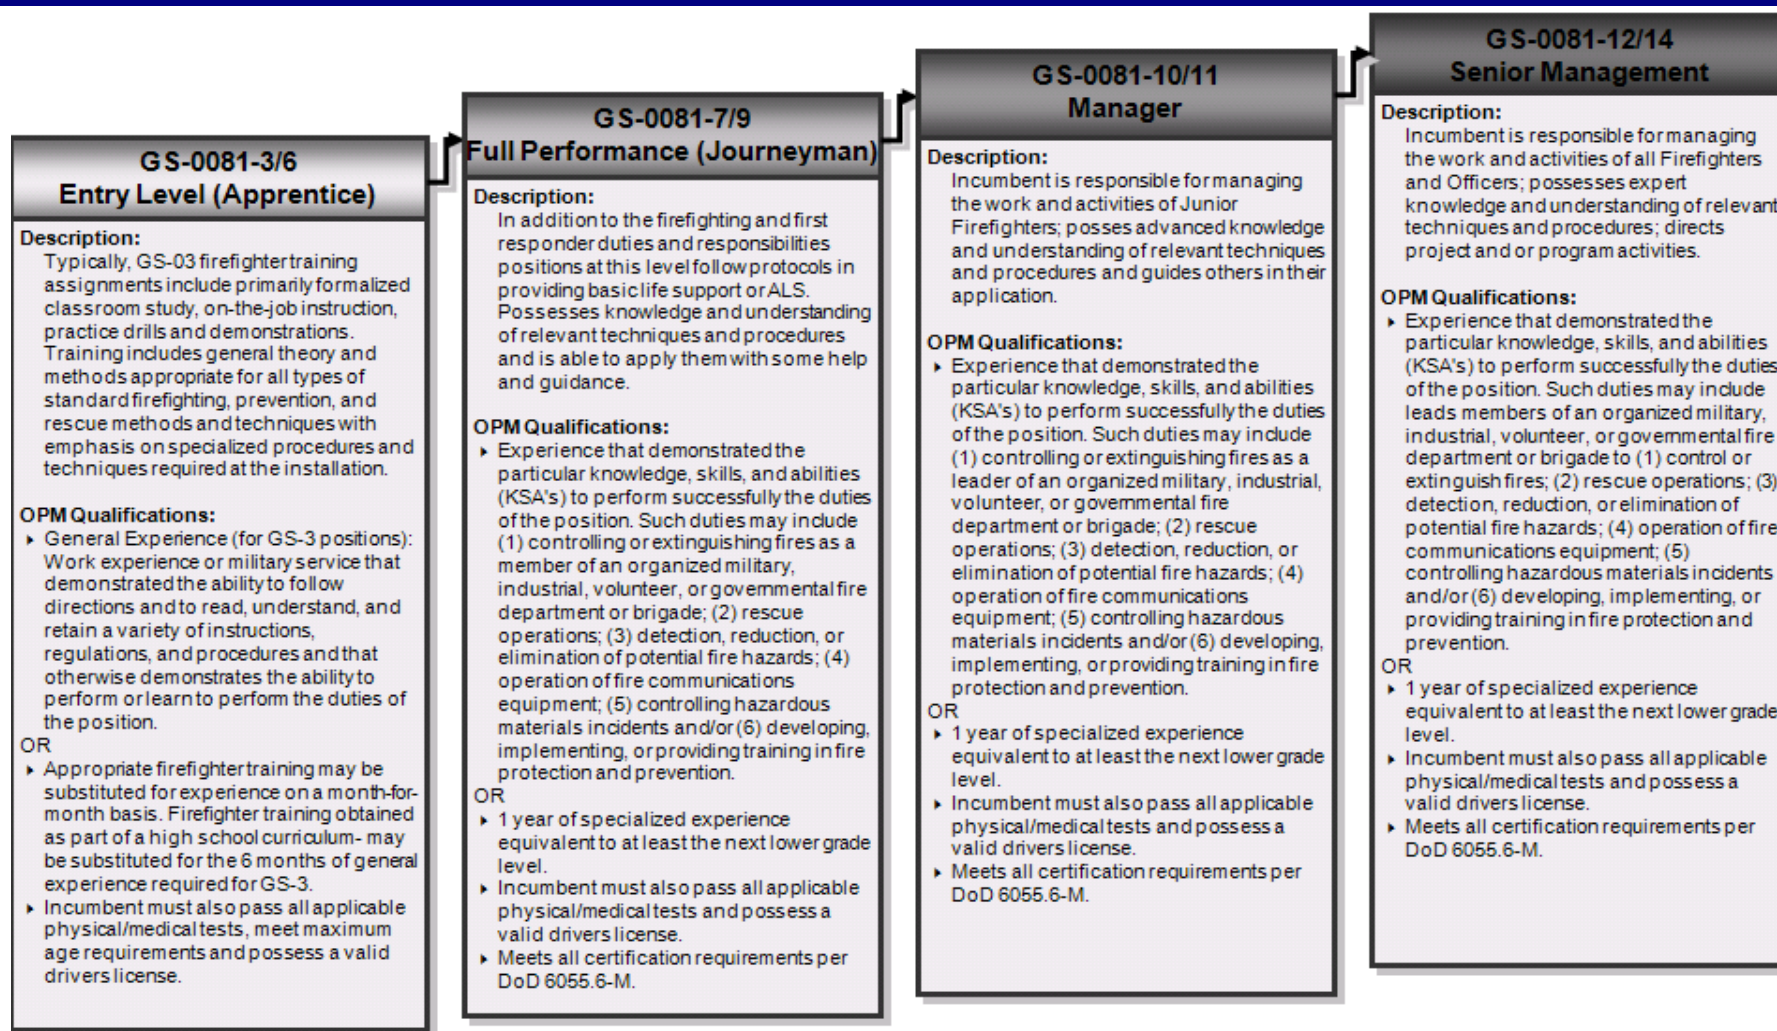 GS-0081-3/6
Entry Level (Apprentice)
Description:
Typically, GS-03 firefighter training
assignments include primarily formalized
classroom study, on-the-job instruction,
practice drills and demonstrations.
Training includes general theory and
methods appropriate for all types of
standard firefighting, prevention, and
rescue methods and techniques with
emphasis on specialized procedures and
techniques required at the installation.
OPM Qualifications:
▸ General Experience (for GS-3 positions):
Work experience or military service that
demonstrated the ability to follow
directions and to read, understand, and
retain a variety of instructions,
regulations, and procedures and that
otherwise demonstrates the ability to
perform or learn to perform the duties of
the position.
OR
▸ Appropriate firefighter training may be
substituted for experience on a month-for-
month basis. Firefighter training obtained
as part of a high school curriculum- may
be substituted for the 6 months of general
experience required for GS-3.
▸ Incumbent must also pass all applicable
physical/medical tests, meet maximum
age requirements and possess a valid
drivers license.
GS-0081-7/9
Full Performance (Journeyman)
Description:
In addition to the firefighting and first
responder duties and responsibilities
positions at this level follow protocols in
providing basic life support or ALS.
Possesses knowledge and understanding
of relevant techniques and procedures
and is able to apply them with some help
and guidance.
OPM Qualifications:
▸ Experience that demonstrated the
particular knowledge, skills, and abilities
(KSA's) to perform successfully the duties
of the position. Such duties may include
(1) controlling or extinguishing fires as a
member of an organized military,
industrial, volunteer, or governmental fire
department or brigade; (2) rescue
operations; (3) detection, reduction, or
elimination of potential fire hazards; (4)
operation of fire communications
equipment; (5) controlling hazardous
materials incidents and/or (6) developing,
implementing, or providing training in fire
protection and prevention.
OR
▸ 1 year of specialized experience
equivalent to at least the next lower grade
level.
▸ Incumbent must also pass all applicable
physical/medical tests and possess a
valid drivers license.
▸ Meets all certification requirements per
DoD 6055.6-M.
GS-0081-10/11
Manager
Description:
Incumbent is responsible for managing
the work and activities of Junior
Firefighters; posses advanced knowledge
and understanding of relevant techniques
and procedures and guides others in their
application.
OPM Qualifications:
▸ Experience that demonstrated the
particular knowledge, skills, and abilities
(KSA's) to perform successfully the duties
of the position. Such duties may include
(1) controlling or extinguishing fires as a
leader of an organized military, industrial,
volunteer, or governmental fire
department or brigade; (2) rescue
operations; (3) detection, reduction, or
elimination of potential fire hazards; (4)
operation of fire communications
equipment; (5) controlling hazardous
materials incidents and/or (6) developing,
implementing, or providing training in fire
protection and prevention.
OR
▸ 1 year of specialized experience
equivalent to at least the next lower grade
level.
▸ Incumbent must also pass all applicable
physical/medical tests and possess a
valid drivers license.
▸ Meets all certification requirements per
DoD 6055.6-M.
GS-0081-12/14
Senior Management
Description:
Incumbent is responsible for managing
the work and activities of all Firefighters
and Officers; possesses expert
knowledge and understanding of relevant
techniques and procedures; directs
project and or program activities.
OPM Qualifications:
▸ Experience that demonstrated the
particular knowledge, skills, and abilities
(KSA's) to perform successfully the duties
of the position. Such duties may include
leads members of an organized military,
industrial, volunteer, or governmental fire
department or brigade to (1) control or
extinguish fires; (2) rescue operations; (3)
detection, reduction, or elimination of
potential fire hazards; (4) operation of fire
communications equipment; (5)
controlling hazardous materials incidents
and/or (6) developing, implementing, or
providing training in fire protection and
prevention.
OR
▸ 1 year of specialized experience
equivalent to at least the next lower grade
level.
▸ Incumbent must also pass all applicable
physical/medical tests and possess a
valid drivers license.
▸ Meets all certification requirements per
DoD 6055.6-M.